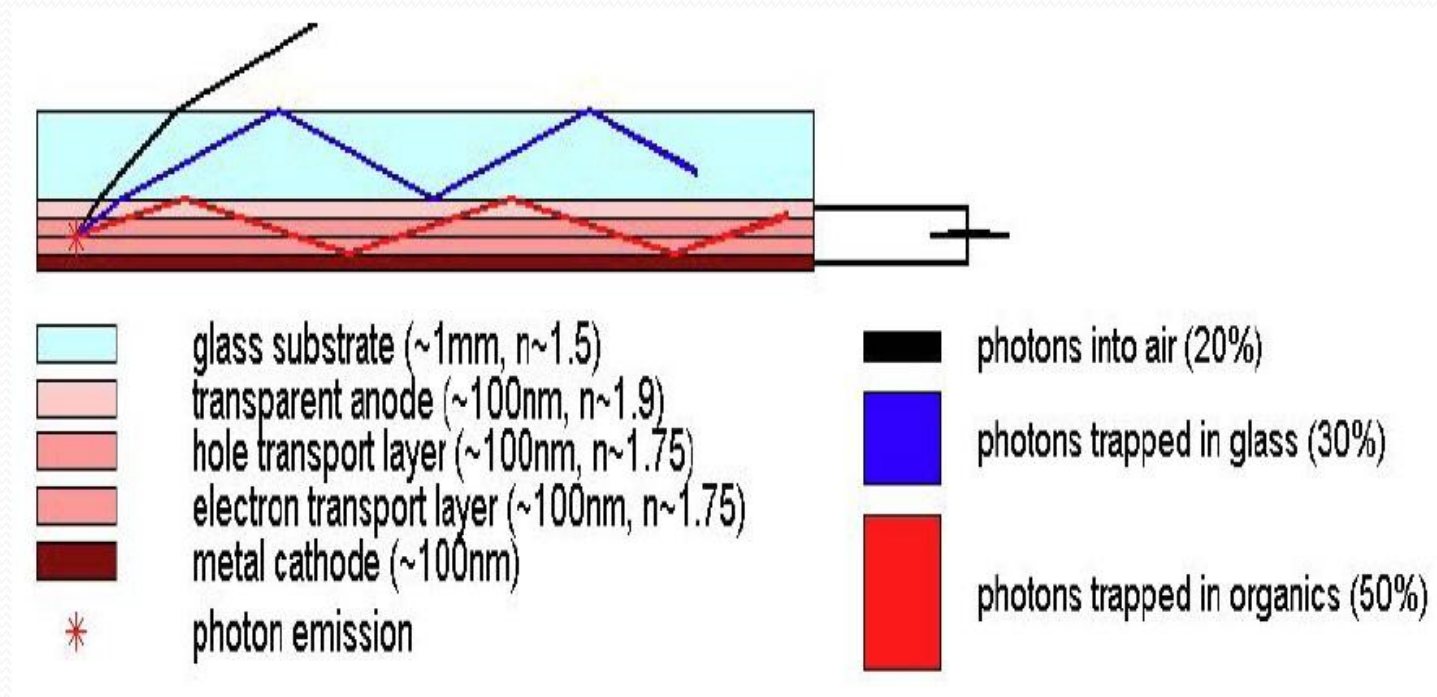 glass substrate (~1mm, n~1.5)
transparent anode (~100nm, n~1.9)
hole transport layer (~100nm, n~1.75)
electron transport layer (~100nm, n~1.75)
metal cathode (~100nm)
photon emission
photons into air (20%)
photons trapped in glass (30%)
photons trapped in organics (50%)